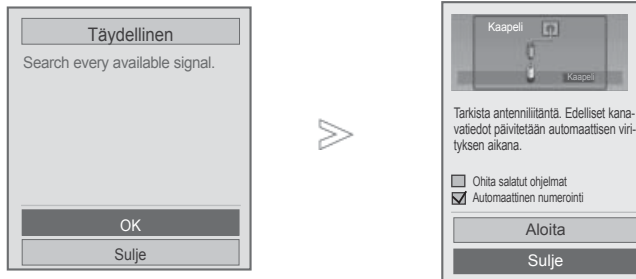 Täydellinen
Search every available signal.
OK
Sulje
Kaapeli
Kaapeli
Tarkista antenniliitäntä. Edelliset kana-
vatiedot päivitetään automaattisen viri-
tyksen aikana.
Ohita salatut ohjelmat
Automaattinen numerointi
Aloita
Sulje